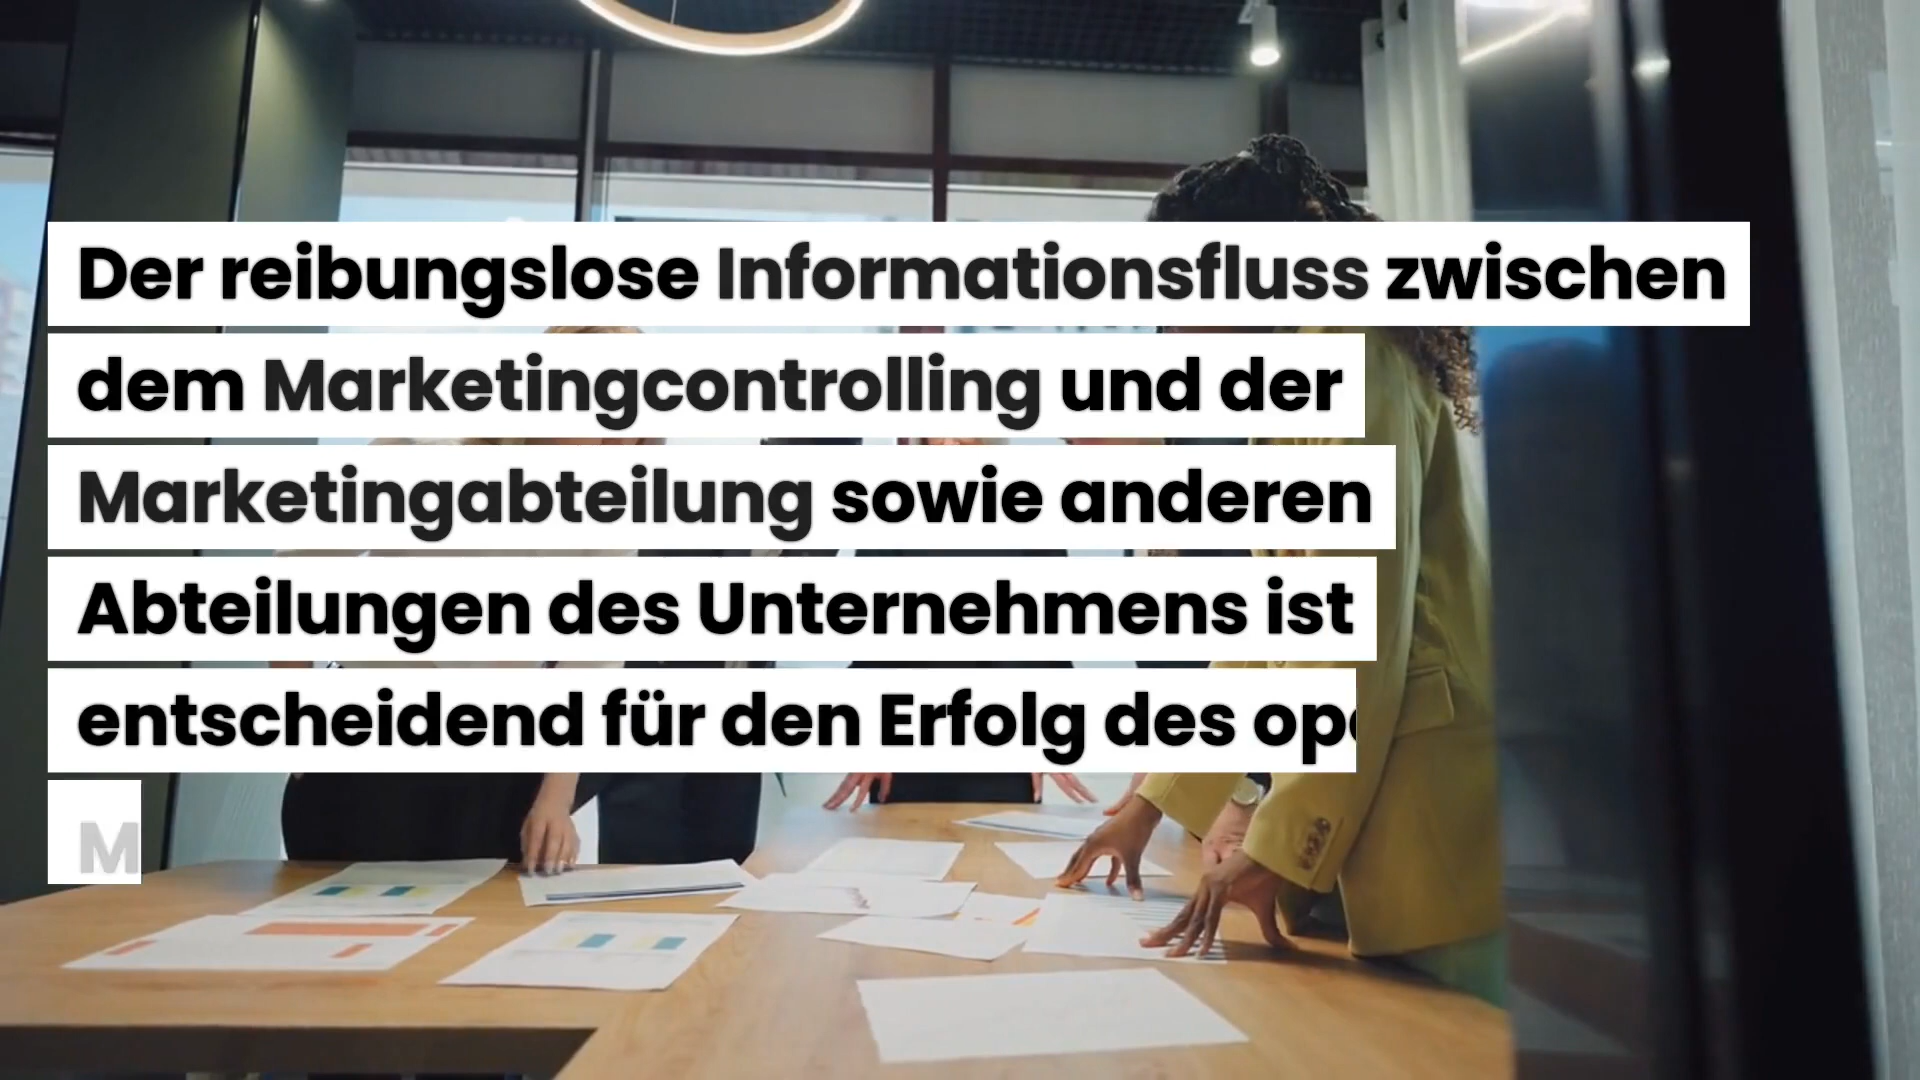 Der reibungslose Informationsfluss zwischen
dem Marketingcontrolling und der
Marketingabteilung sowie anderen
Abteilungen des Unternehmens ist
entscheidend für den Erfolg des ope
M